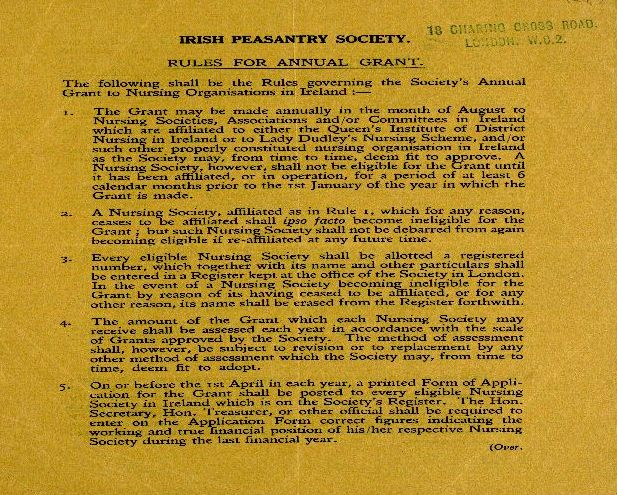 IRISH PEASANTRY SOCIETY.
18 CHARING CROSS ROAD,
LONDON, W.C.2.
RULES FOR ANNUAL GRANT.
The following shall be the Rules governing the Society's Annual
Grant to Nursing Organisations in Ireland :—
1. The Grant may be made annually in the month of August to
Nursing Societies, Associations and/or Committees in Ireland
which are affiliated to either the Queen's Institute of District
Nursing in Ireland or to Lady Dudley's Nursing Scheme, and/or
such other properly constituted nursing organisation in Ireland
as the Society may, from time to time, deem fit to approve. A
Nursing Society, however, shall not be eligible for the Grant until
it has been affiliated, or in operation, for a period of at least 6
calendar months prior to the 1st January of the year in which the
Grant is made.
2. A Nursing Society, affiliated as in Rule 1, which for any reason,
ceases to be affiliated shall ipso facto become ineligible for the
Grant ; but such Nursing Society shall not be debarred from again
becoming eligible if re-affiliated at any future time.
3. Every eligible Nursing Society shall be allotted a registered
number, which together with its name and other particulars shall
be entered in a Register kept at the office of the Society in London.
In the event of a Nursing Society becoming ineligible for the
Grant by reason of its having ceased to be affiliated, or for any
other reason, its name shall be erased from the Register forthwith.
4. The amount of the Grant which each Nursing Society may
receive shall be assessed each year in accordance with the scale
of Grants approved by the Society. The method of assessment
shall, however, be subject to revision or to replacement by any
other method of assessment which the Society may, from time to
time, deem fit to adopt.
5. On or before the 1st April in each year, a printed Form of Appli-
cation for the Grant shall be posted to every eligible Nursing
Society in Ireland which is on the Society's Register. The Hon.
Secretary, Hon. Treasurer, or other official shall be required to
enter on the Application Form correct figures indicating the
working and true financial position of his/her respective Nursing
Society during the last financial year.
(Over.